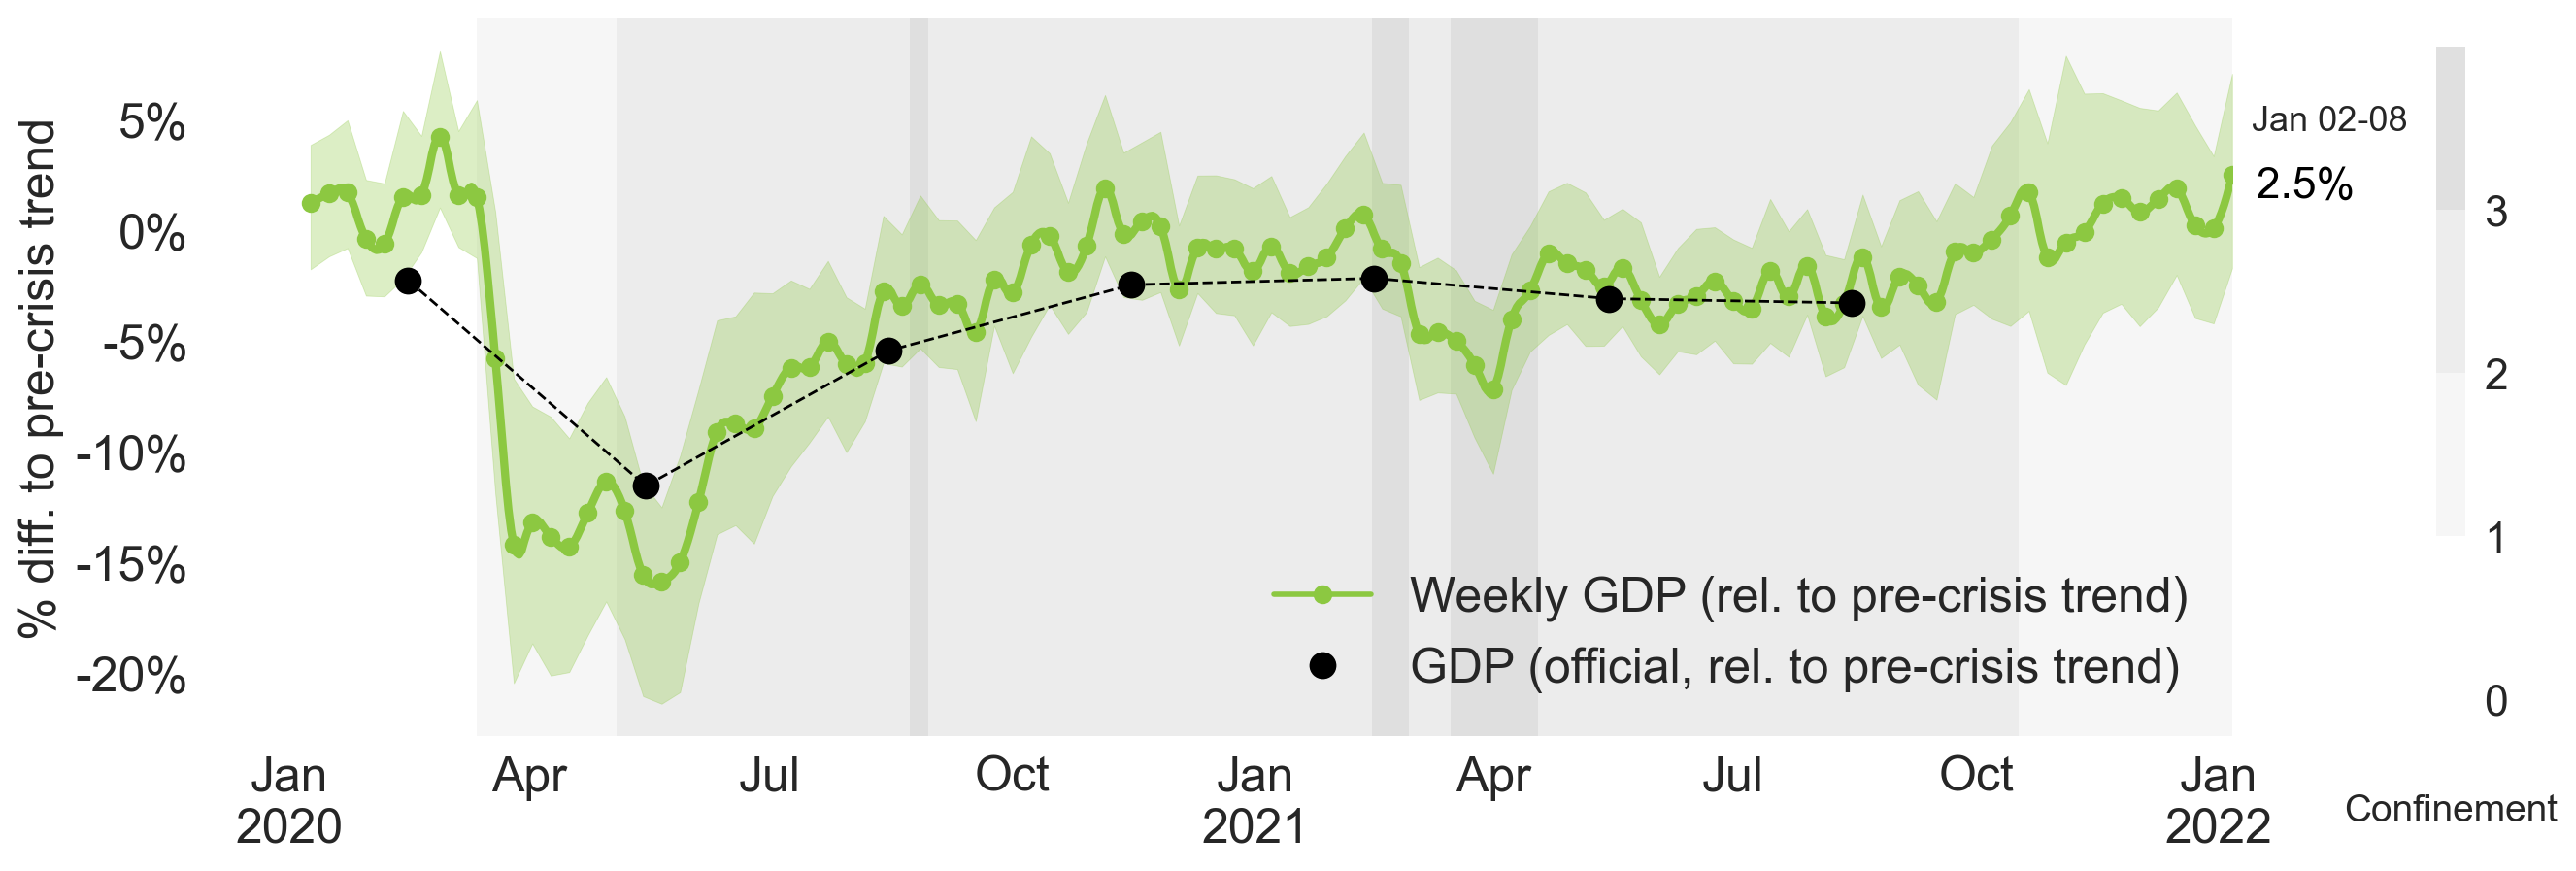 % diff. to pre-crisis trend
5%
0%
-5%
-10%
-15%
-20%
Jan 02-08
2.5%
Weekly GDP (rel. to pre-crisis trend)
GDP (official, rel. to pre-crisis trend)
3
2
1
0
Confinement
Jan Apr Jul Oct Jan Apr Jul Oct Jan
2020 2021 2022